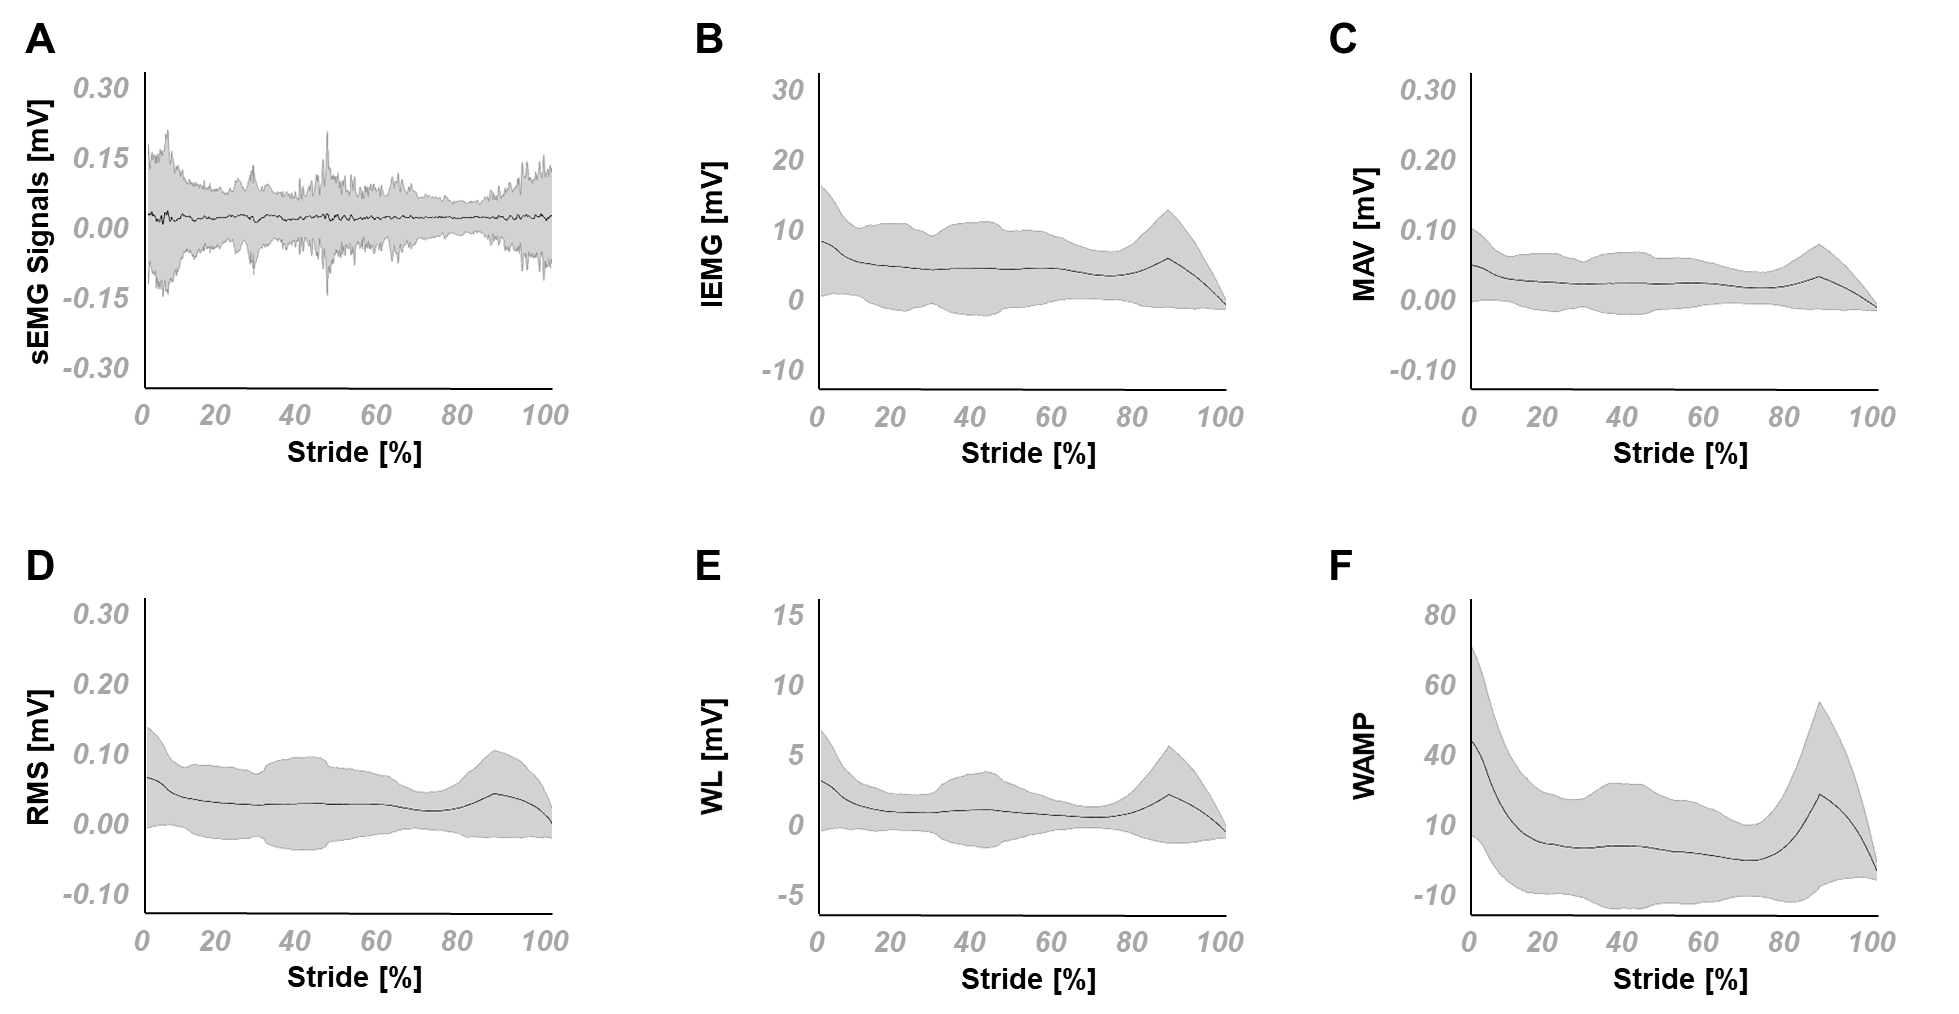 A
sEMG Signals [mV]
0.30
0.15
0.00
-0.15
-0.30
0 20 40 60 80 100
Stride [%]
B
IEMG [mV]
30
20
10
0
-10
0 20 40 60 80 100
Stride [%]
C
MAV [mV]
0.30
0.20
0.10
0.00
-0.10
0 20 40 60 80 100
Stride [%]
D
RMS [mV]
0.30
0.20
0.10
0.00
-0.10
0 20 40 60 80 100
Stride [%]
E
WL [mV]
15
10
5
0
-5
0 20 40 60 80 100
Stride [%]
F
WAMP
80
60
40
10
-10
0 20 40 60 80 100
Stride [%]